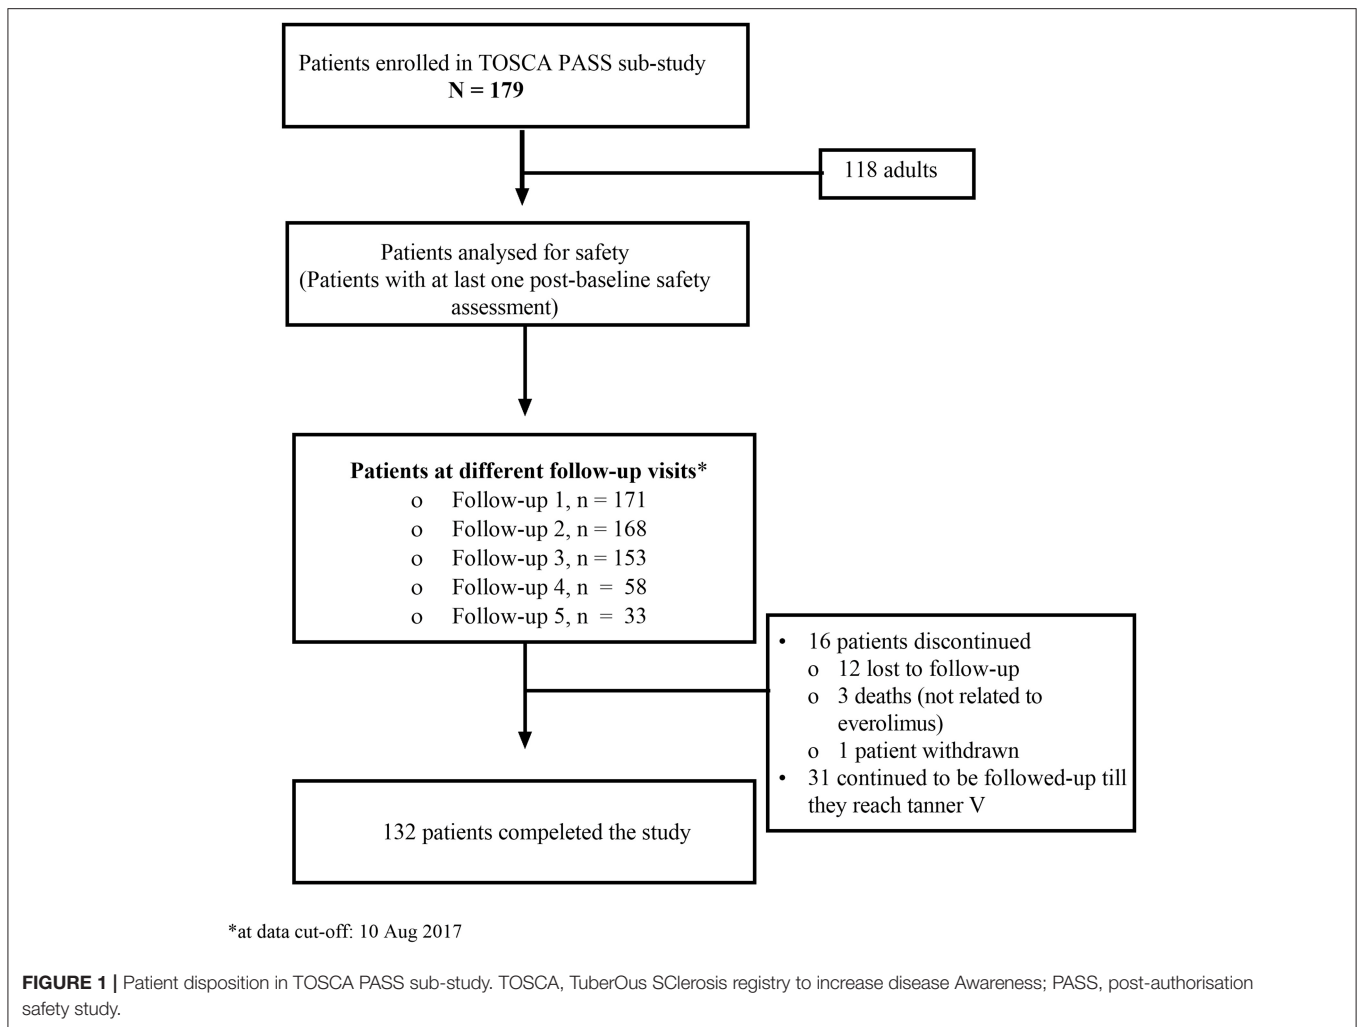 Patients enrolled in TOSCA PASS sub-study
N = 179
118 adults
Patients analysed for safety
(Patients with at last one post-baseline safety
assessment)
Patients at different follow-up visits*
o Follow-up 1, n = 171
o Follow-up 2, n = 168
o Follow-up 3, n = 153
o Follow-up 4, n = 58
o Follow-up 5, n = 33
• 16 patients discontinued
o 12 lost to follow-up
o 3 deaths (not related to
everolimus)
o 1 patient withdrawn
• 31 continued to be followed-up till
they reach tanner V
132 patients compeleted the study
*at data cut-off: 10 Aug 2017
FIGURE 1 | Patient disposition in TOSCA PASS sub-study. TOSCA, TuberOus SClerosis registry to increase disease Awareness; PASS, post-authorisation
safety study.